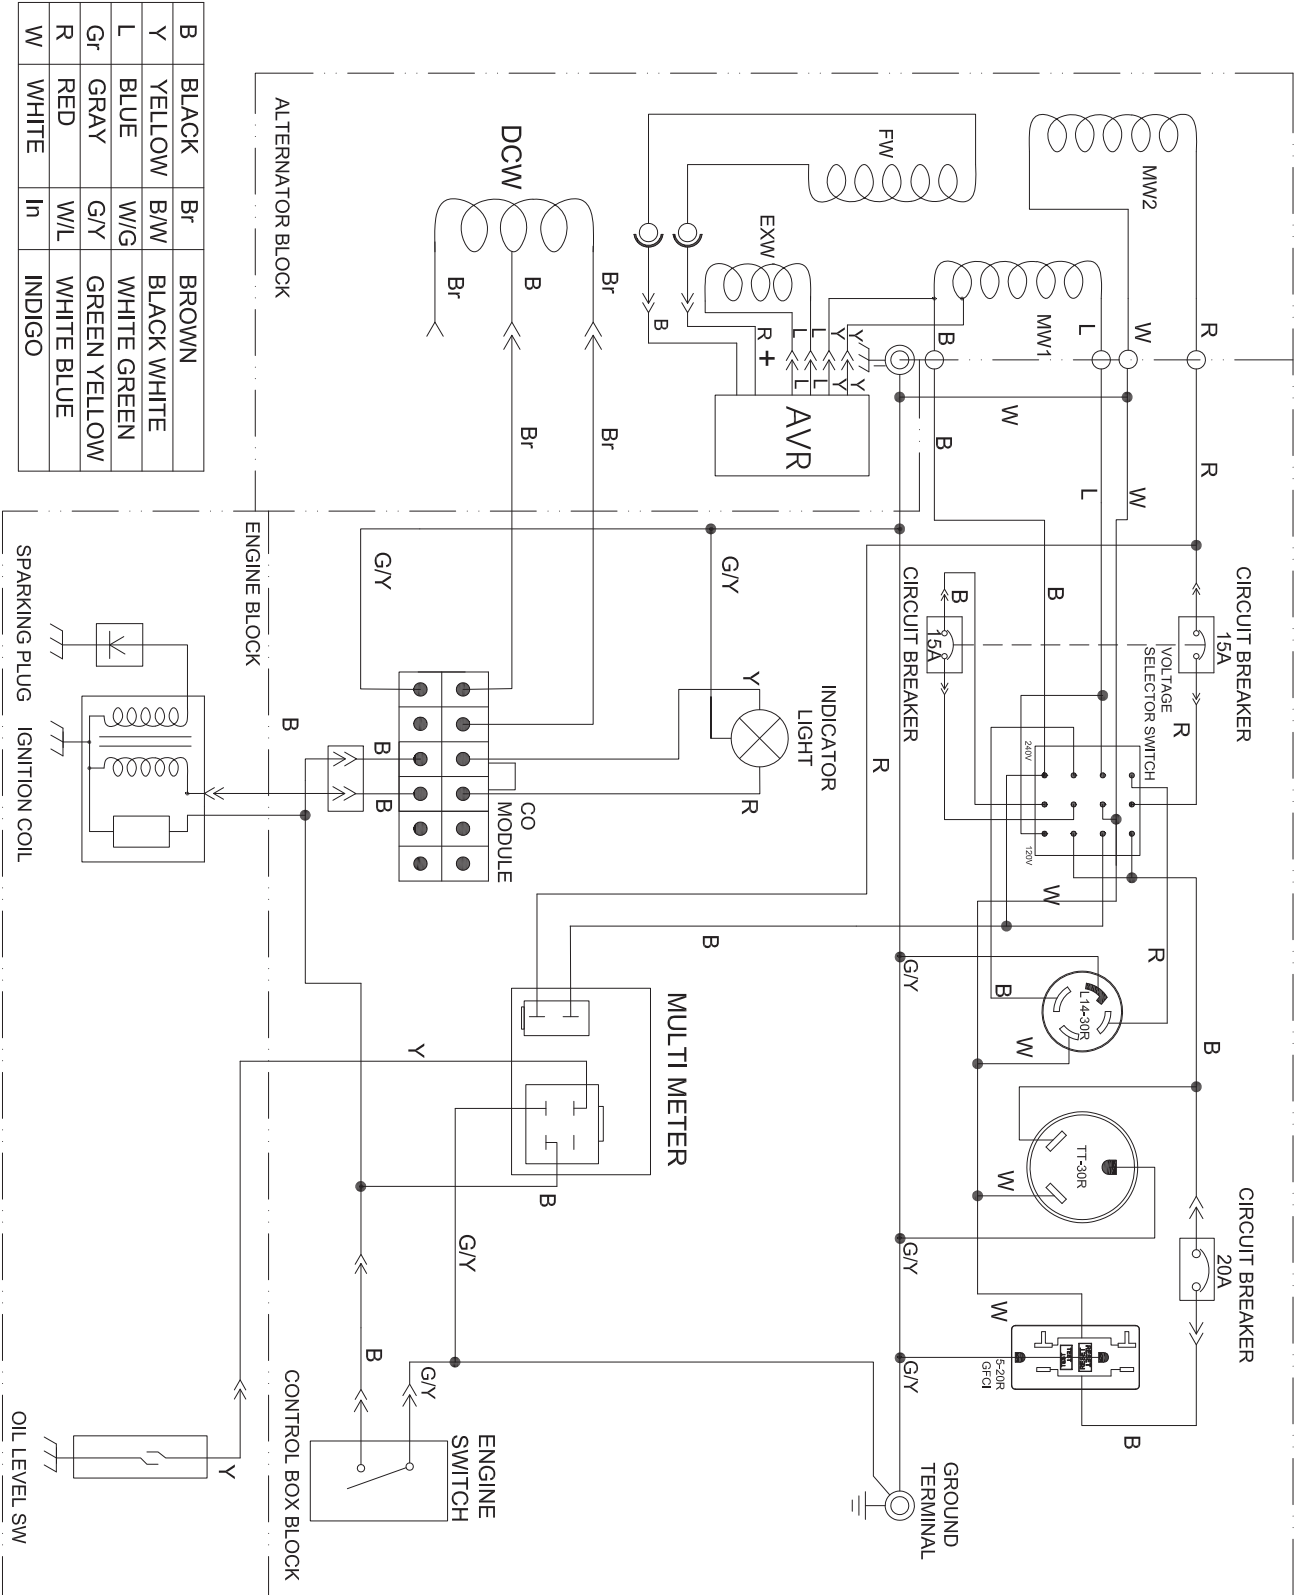 B BLACK Br BROWN
Y YELLOW B/W BLACK WHITE
L BLUE W/G WHITE GREEN
Gr GRAY G/Y GREEN YELLOW
R RED W/L WHITE BLUE
W WHITE In INDIGO
ALTERNATOR BLOCK
MW2
FW
EXW
DCW
MW1
R
W
L
B
Y
Y
L
L
R
+
B
Br
B
Br
Y
Y
L
L
AVR
W
R
W
L
B
Br
Br
ENGINE BLOCK
G/Y
G/Y
CIRCUIT BREAKER
15A
CIRCUIT BREAKER
15A
B
B
VOLTAGE
SELECTOR SWITCH
240V
120V
R
INDICATOR
LIGHT
Y
R
R
CO
MODULE
B
B
B
SPARKING PLUG
IGNITION COIL
W
B
R
B
MULTI METER
Y
B
G/Y
G/Y
L14-30R
W
B
TT-30R
W
G/Y
CIRCUIT BREAKER
20A
W
5-20R
GFCI
G/Y
B
B
G/Y
ENGINE
SWITCH
GROUND
TERMINAL
CONTROL BOX BLOCK
Y
OIL LEVEL SW